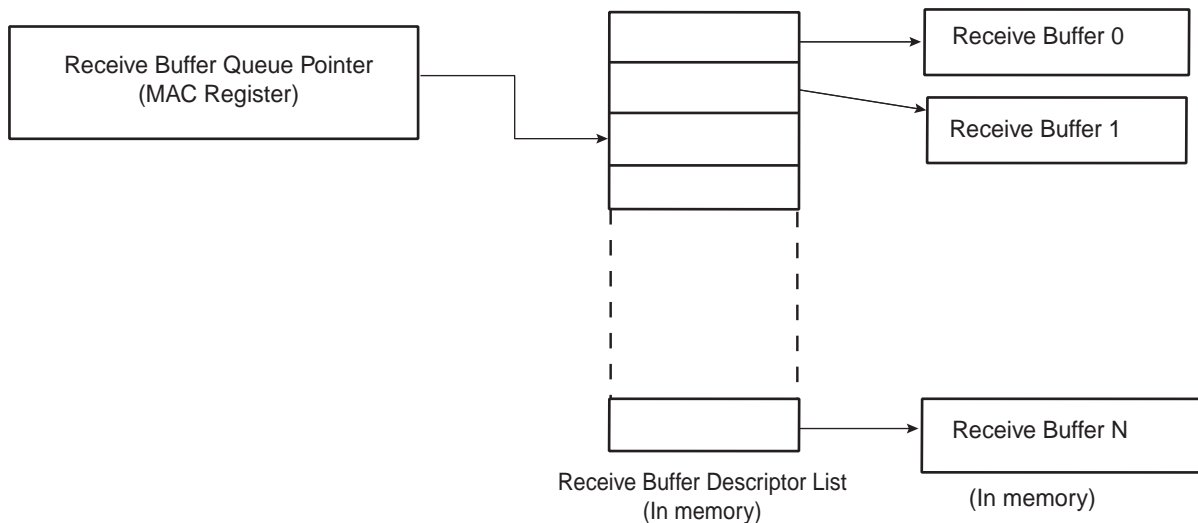 Receive Buffer Queue Pointer
(MAC Register)
Receive Buffer 0
Receive Buffer 1
Receive Buffer N
Receive Buffer Descriptor List
(In memory)
(In memory)